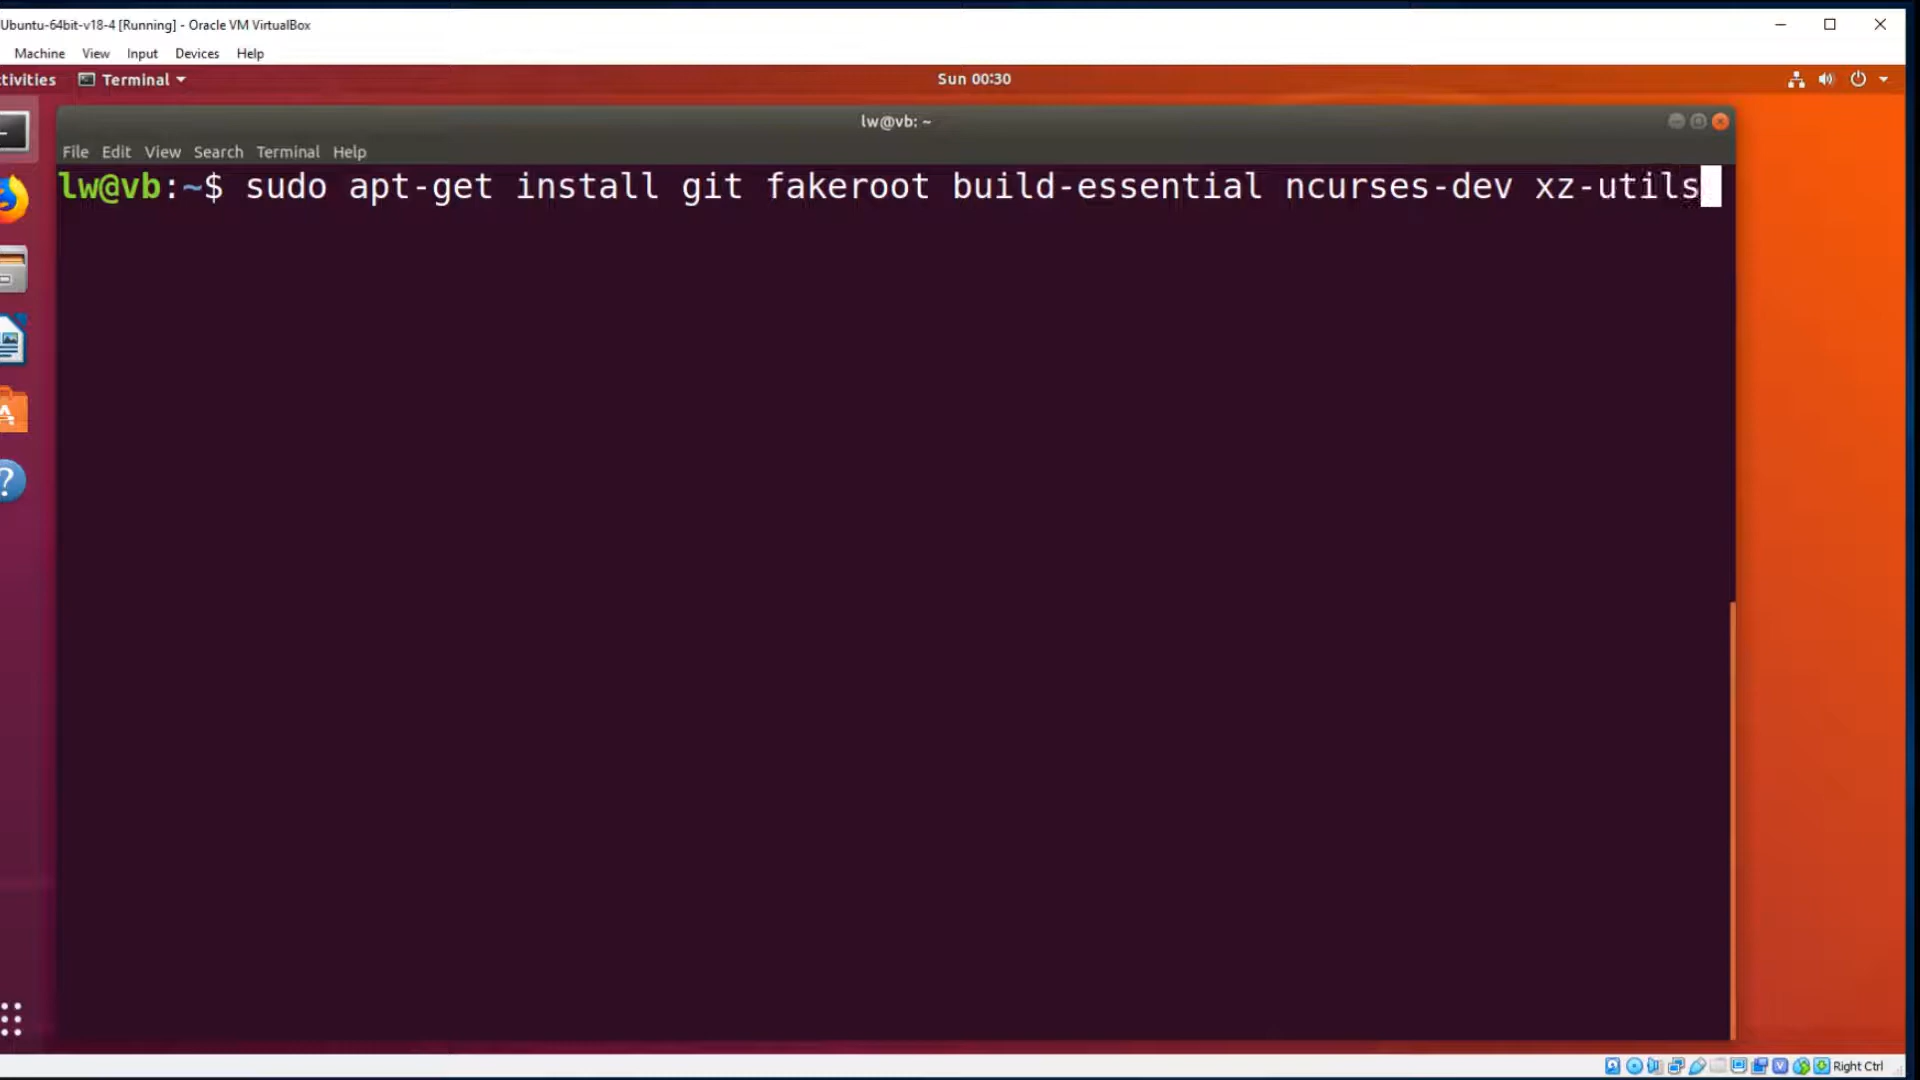 Ubuntu-64bit-v18-4 [Running] - Oracle VM VirtualBox
Machine View Input Devices Help
tivities Terminal Sun 00:30
lw@vb: ~
File Edit View Search Terminal Help
lw@vb:~$ sudo apt-get install git fakeroot build-essential ncurses-dev xz-utils
Right Ctrl